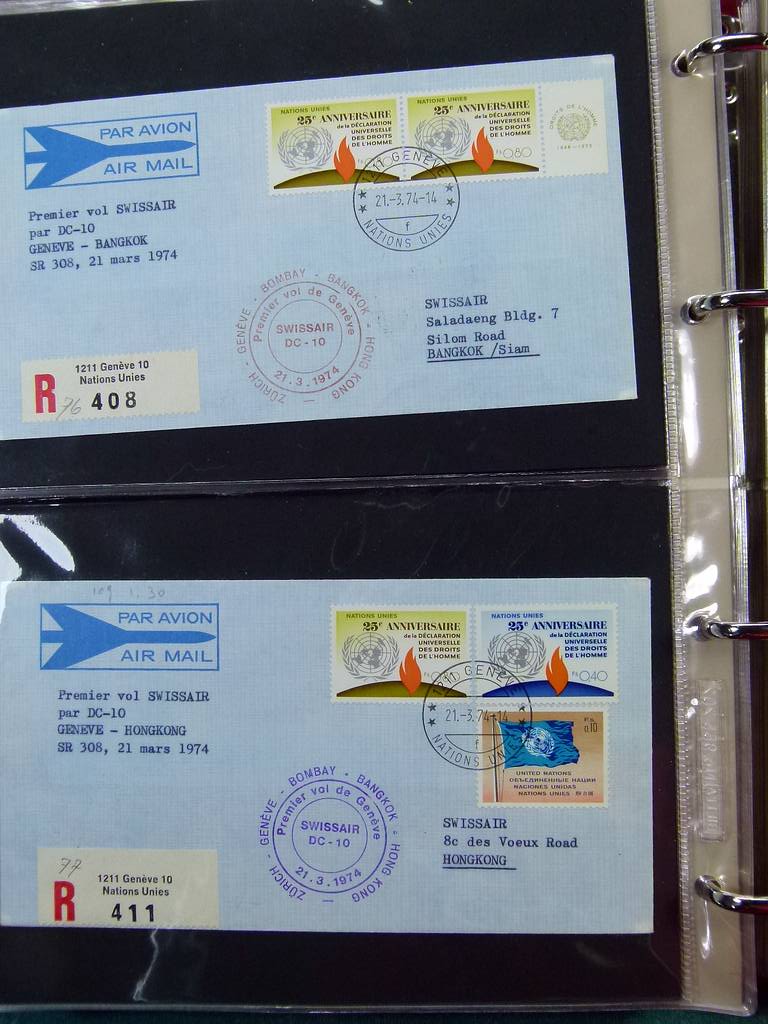 PAR AVION
AIR MAIL
Premier vol SWISSAIR
par DC-10
GENEVE - BANGKOK
SR 308, 21 mars 1974
NATIONS UNIES
25e ANNIVERSAIRE
de la DÉCLARATION
UNIVERSELLE
DES DROITS
DE L'HOMME
NATIONS UNIES
25e ANNIVERSAIRE
de la DÉCLARATION
UNIVERSELLE
DES DROITS
DE L'HOMME
Fs 0.80
DROITS DE L'HOMME
1948-1973
1211 GENÈVE
21.-3.74-14
f
NATIONS UNIES
ZÜRICH - GENÈVE - BOMBAY - BANGKOK - HONG KONG
Premier vol de Genève
SWISSAIR
DC-10
21.3.1974
SWISSAIR
Saladaeng Bldg. 7
Silom Road
BANGKOK /Siam
1211 Genève 10
Nations Unies
R 76 408
109 1.30
PAR AVION
AIR MAIL
Premier vol SWISSAIR
par DC-10
GENEVE - HONGKONG
SR 308, 21 mars 1974
NATIONS UNIES
25e ANNIVERSAIRE
de la DÉCLARATION
UNIVERSELLE
DES DROITS
DE L'HOMME
NATIONS UNIES
25e ANNIVERSAIRE
de la DÉCLARATION
UNIVERSELLE
DES DROITS
DE L'HOMME
Fs 0,40
1211 GENÈVE
21.-3.74-14
f
NATIONS UNIES
0.10
UNITED NATIONS
ОБЪЕДИНЕННЫЕ НАЦИИ
NACIONES UNIDAS
NATIONS UNIES
ZÜRICH - GENÈVE - BOMBAY - BANGKOK - HONG KONG
Premier vol de Genève
SWISSAIR
DC-10
21.3.1974
SWISSAIR
8c des Voeux Road
HONGKONG
77
1211 Genève 10
Nations Unies
R 411